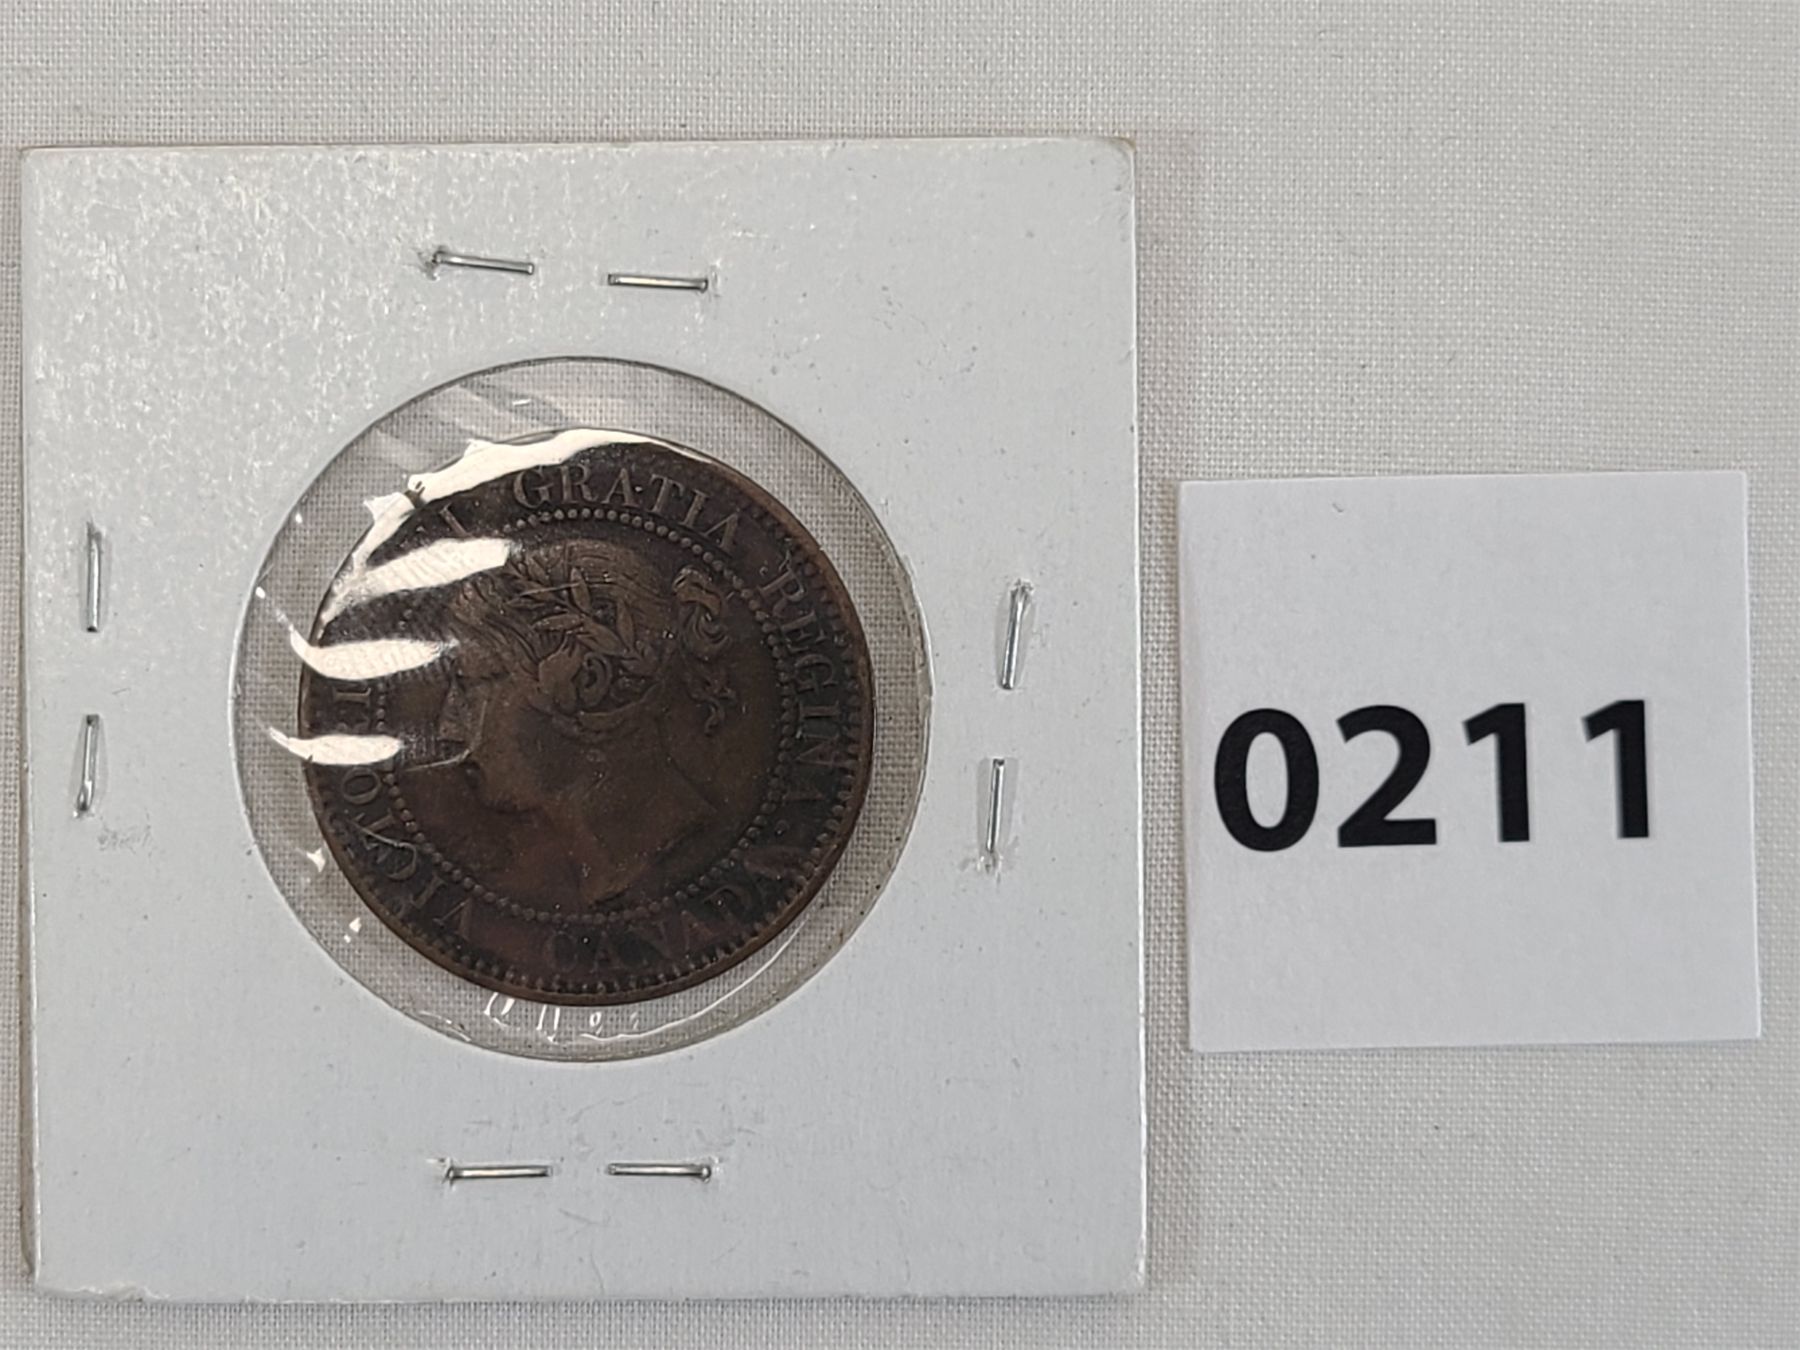 GRATIA REGINA.
CANADA
0211